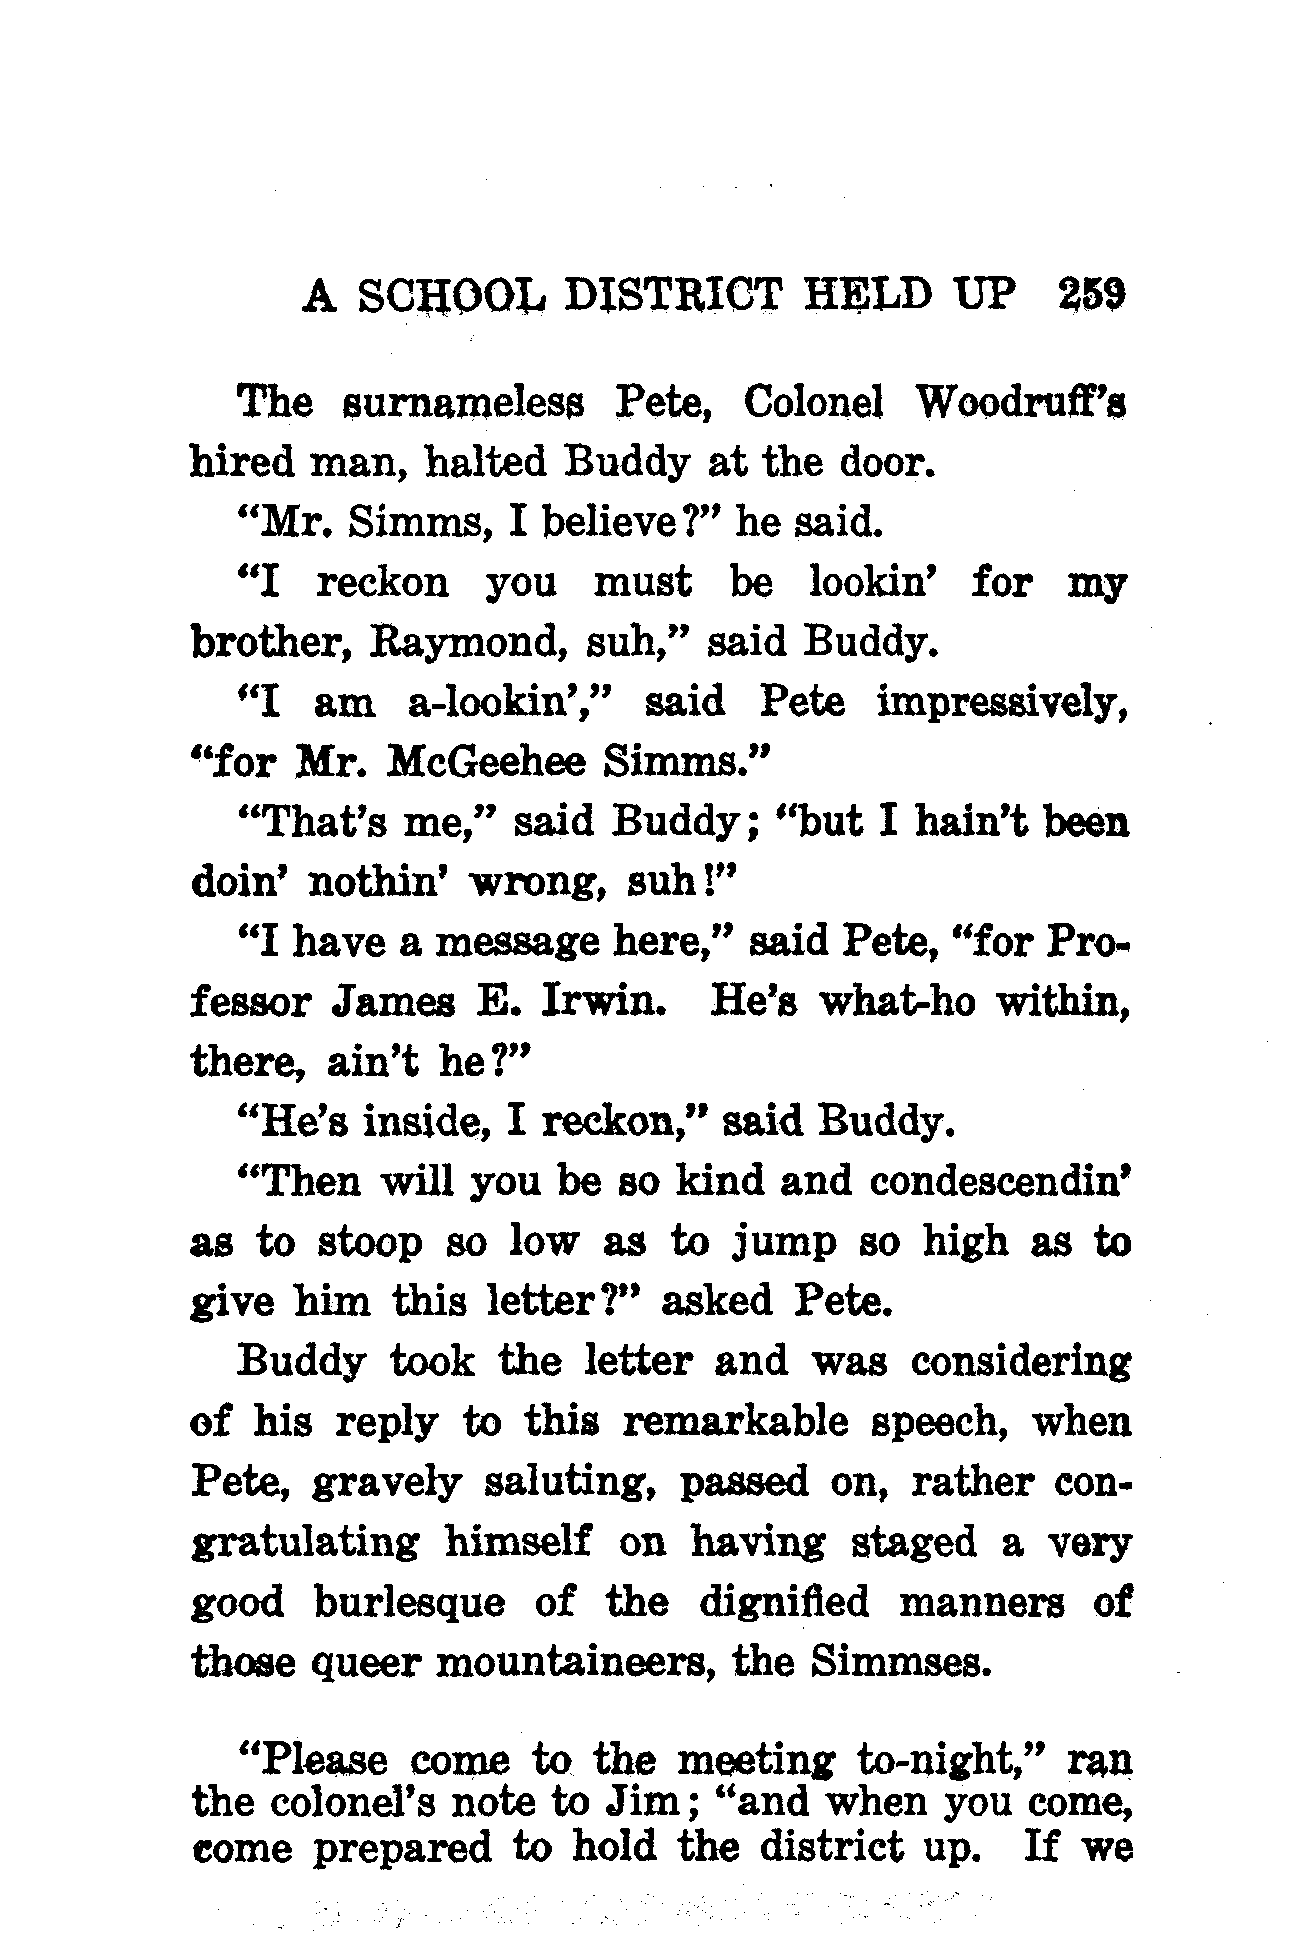 A SCHOOL DISTRICT HELD UP 259
The surnameless Pete, Colonel Woodruff's
hired man, halted Buddy at the door.
"Mr. Simms, I believe?" he said.
"I reckon you must be lookin' for my
brother, Raymond, suh," said Buddy.
"I am a-lookin'," said Pete impressively,
"for Mr. McGeehee Simms."
"That's me," said Buddy; "but I hain't been
doin' nothin' wrong, suh!"
"I have a message here," said Pete, "for Pro-
fessor James E. Irwin. He's what-ho within,
there, ain't he?"
"He's inside, I reckon," said Buddy.
"Then will you be so kind and condescendin'
as to stoop so low as to jump so high as to
give him this letter?" asked Pete.
Buddy took the letter and was considering
of his reply to this remarkable speech, when
Pete, gravely saluting, passed on, rather con-
gratulating himself on having staged a very
good burlesque of the dignified manners of
those queer mountaineers, the Simmses.
"Please come to the meeting to-night," ran
the colonel's note to Jim; "and when you come,
come prepared to hold the district up. If we